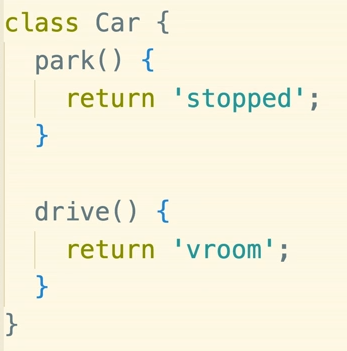 class Car {
  park() {
    return 'stopped';
  }

  drive() {
    return 'vroom';
  }
}